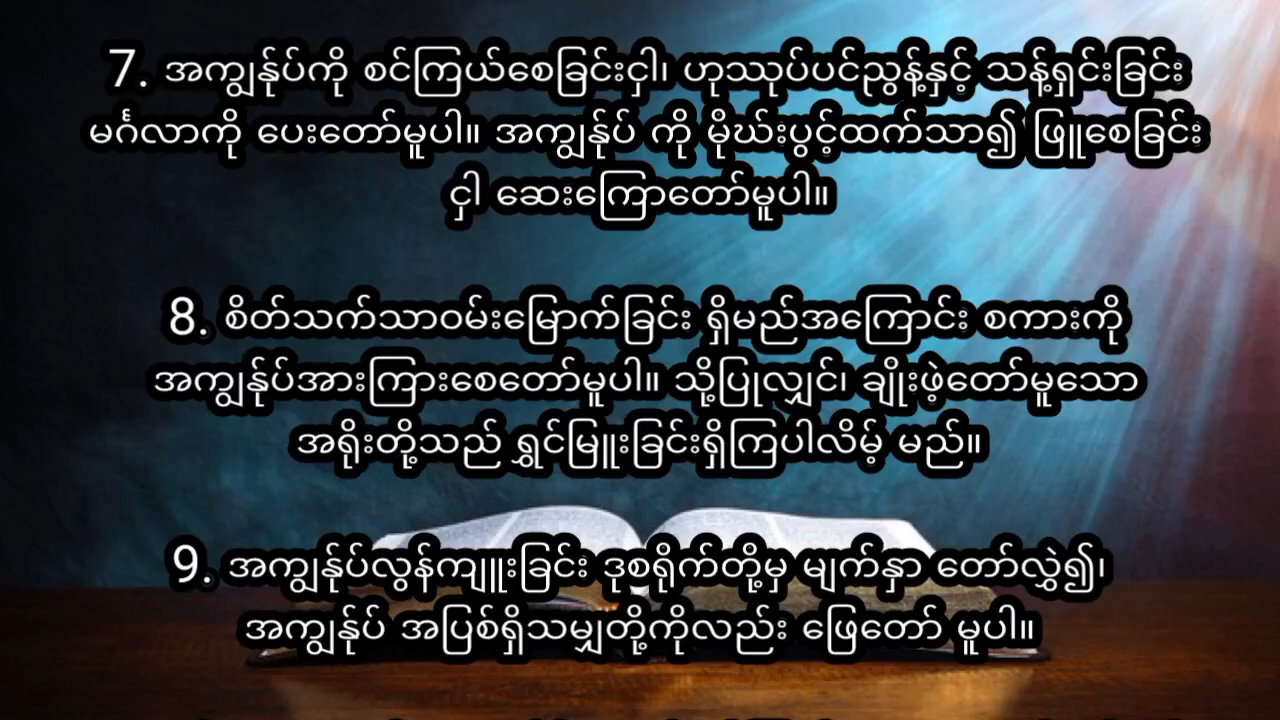 7. အကျွန်ုပ်ကို စင်ကြယ်စေခြင်းငှါ၊ ဟုဿုပ်ပင်ညွန့်နှင့် သန့်ရှင်းခြင်း
မင်္ဂလာကို ပေးတော်မူပါ။ အကျွန်ုပ် ကို မိုဃ်းပွင့်ထက်သာ၍ ဖြူစေခြင်း
ငှါ ဆေးကြောတော်မူပါ။
8. စိတ်သက်သာဝမ်းမြောက်ခြင်း ရှိမည်အကြောင်း စကားကို
အကျွန်ုပ်အားကြားစေတော်မူပါ။ သို့ပြုလျှင်၊ ချိုးဖဲ့တော်မူသော
အရိုးတို့သည် ရွှင်မြူးခြင်းရှိကြပါလိမ့် မည်။
9. အကျွန်ုပ်လွန်ကျူးခြင်း ဒုစရိုက်တို့မှ မျက်နှာ တော်လွှဲ၍၊
အကျွန်ုပ် အပြစ်ရှိသမျှတို့ကိုလည်း ဖြေတော် မူပါ။